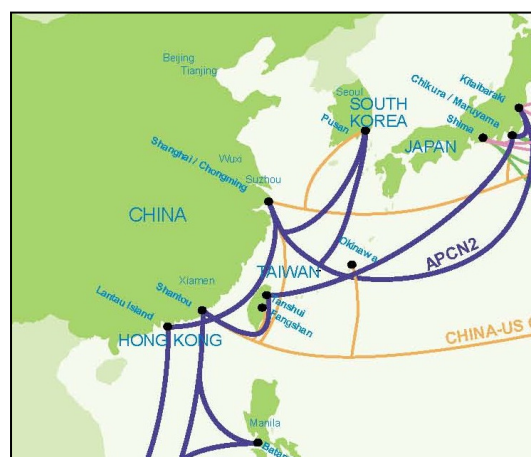 Beijing
Tianjing
Seoul
SOUTH
KOREA
Pusan
Kitaibaraki
Chikura / Maruyama
Shima
JAPAN
Wuxi
Suzhou
Shanghai / Chongming
CHINA
Okinawa
APCN2
TAIWAN
Xiamen
Shantou
Lantau Island
Tanshui
Fangshan
HONG KONG
CHINA-US
Manila
Batan